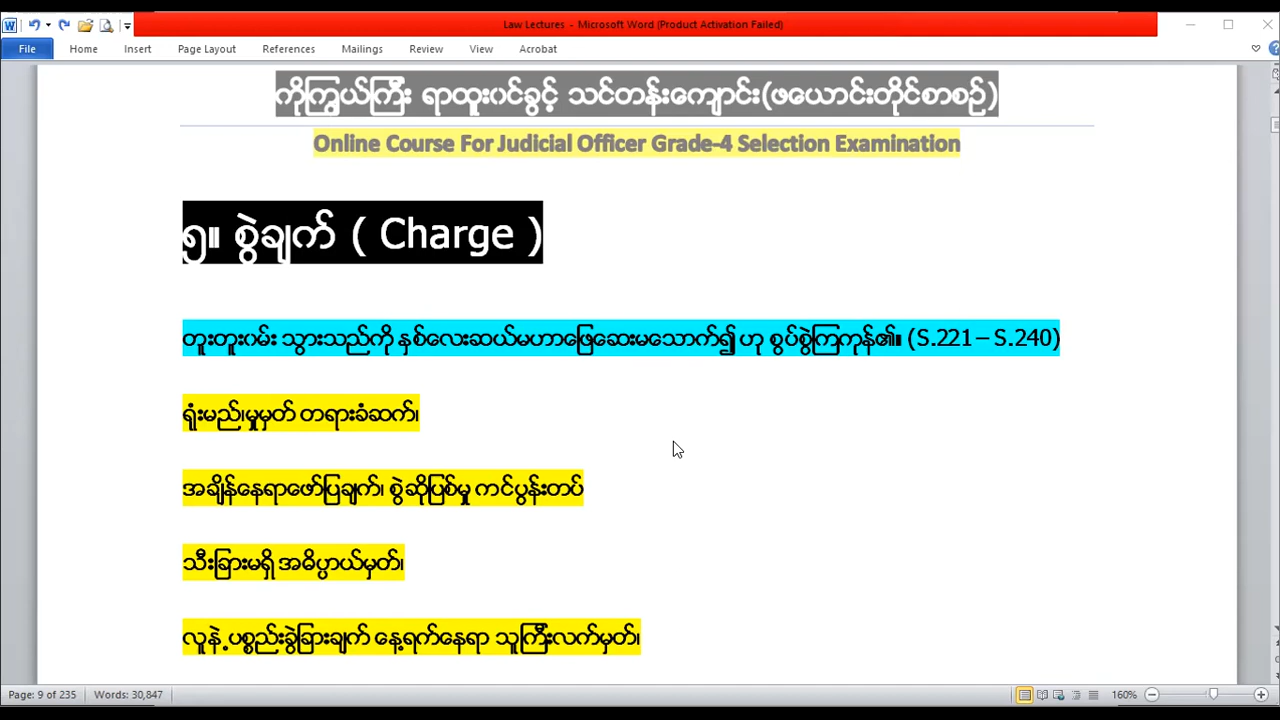 Law Lectures - Microsoft Word (Product Activation Failed)
File Home Insert Page Layout References Mailings Review View Acrobat
ကိုကြွယ်ကြီး ရာထူးဝင်ခွင့် သင်တန်းကျောင်း(ဖယောင်းတိုင်စာစဉ်)
Online Course For Judicial Officer Grade-4 Selection Examination
၅။ စွဲချက် ( Charge )
တူးတူးဝမ်း သွားသည်ကို နှစ်လေးဆယ်မဟာဖြေဆေးမသောက်၍ ဟု စွပ်စွဲကြကုန်၏။ (S.221 – S.240)
ရုံးမည်၊မှုမှတ် တရားခံဆက်၊
အချိန်နေရာဖော်ပြချက်၊ စွဲဆိုပြစ်မှု ကင်ပွန်းတပ်
သီးခြားမရှိ အဓိပ္ပာယ်မှတ်၊
လူနဲ့ပစ္စည်းခွဲခြားချက် နေ့ရက်နေရာ သူကြီးလက်မှတ်၊
Page: 9 of 235 Words: 30,847 160%